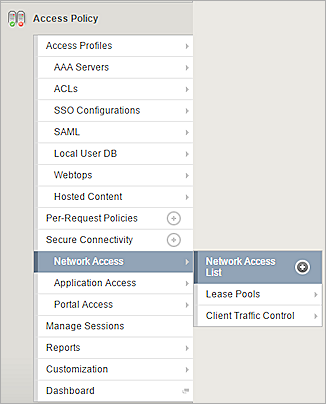 Access Policy
Access Profiles
AAA Servers
ACLs
SSO Configurations
SAML
Local User DB
Webtops
Hosted Content
Per-Request Policies
Secure Connectivity
Network Access
Network Access
List
Application Access
Lease Pools
Portal Access
Client Traffic Control
Manage Sessions
Reports
Customization
Dashboard